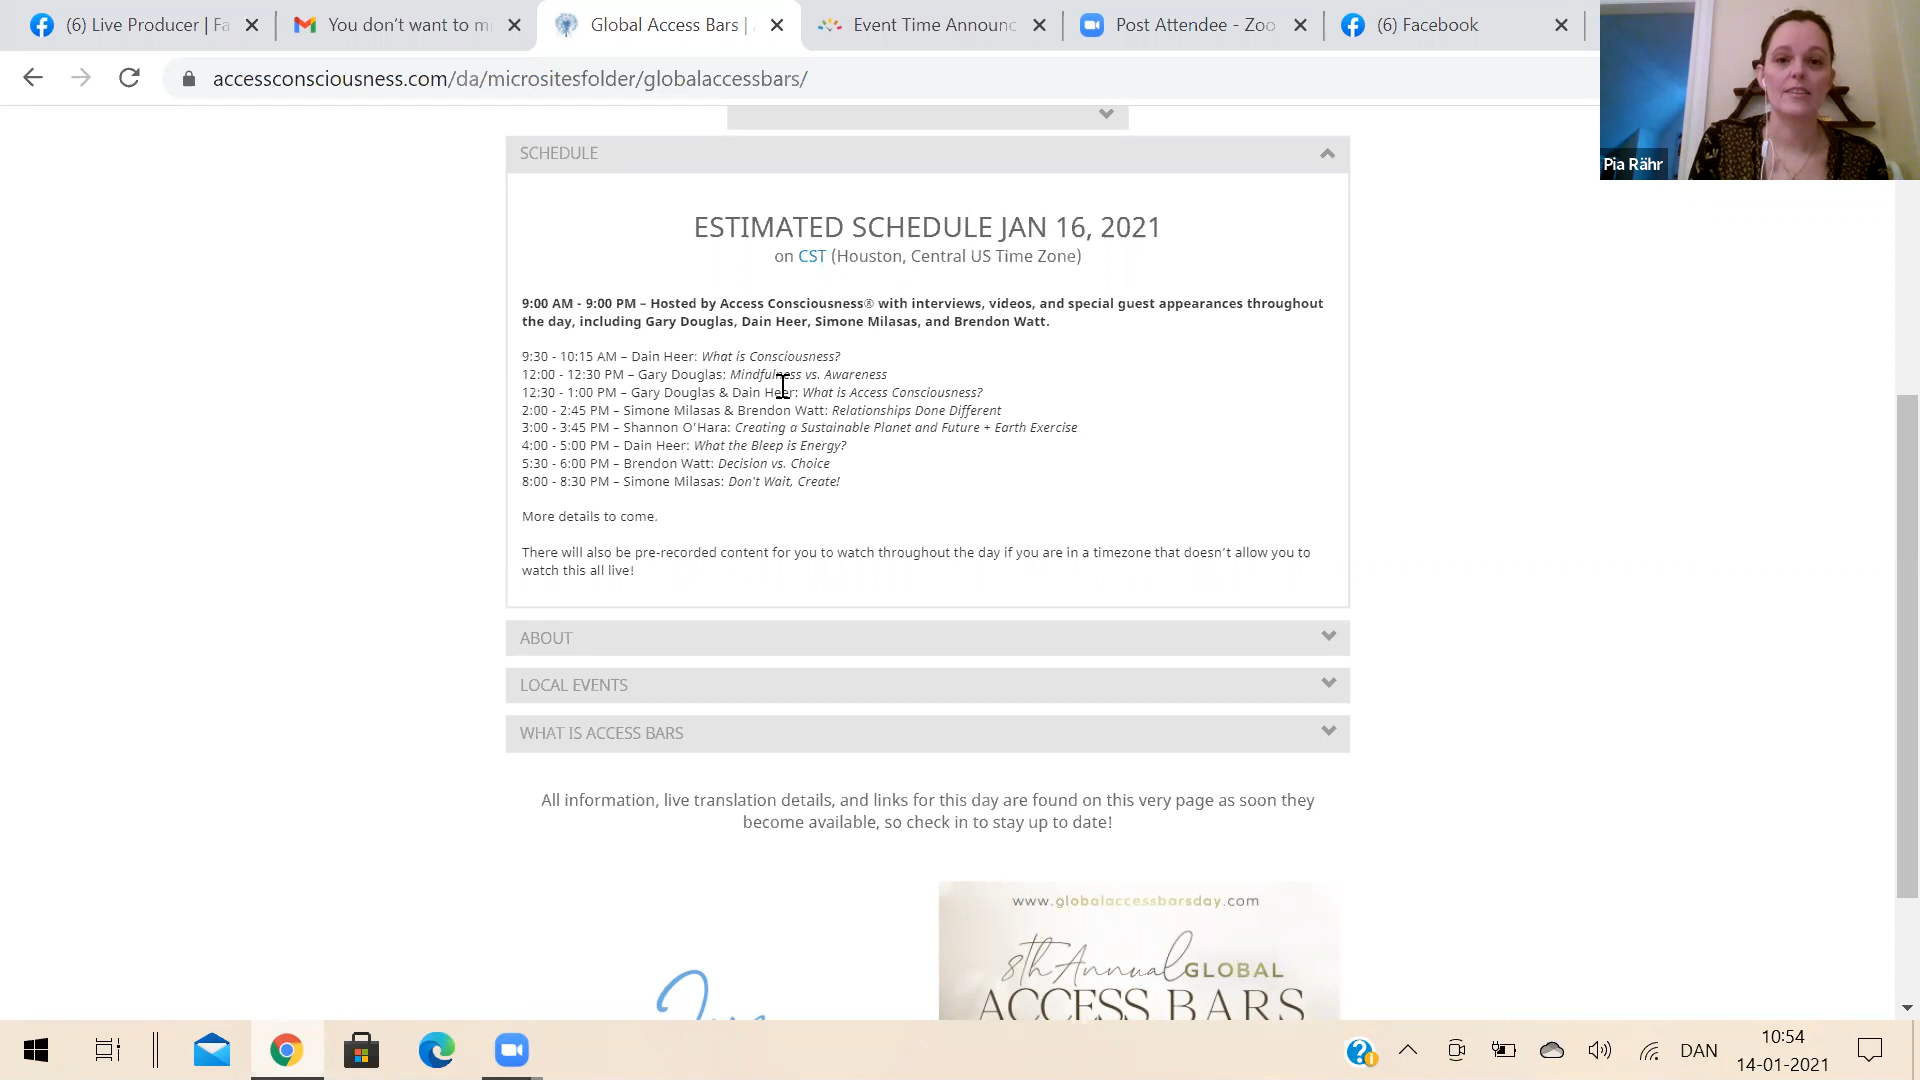 (6) Live Producer | Fa
You don't want to mi
Global Access Bars |
Event Time Announc
Post Attendee - Zoo
(6) Facebook
accessconsciousness.com/da/micrositesfolder/globalaccessbars/
Pia Rähr
SCHEDULE
ESTIMATED SCHEDULE JAN 16, 2021
on CST (Houston, Central US Time Zone)
9:00 AM - 9:00 PM – Hosted by Access Consciousness® with interviews, videos, and special guest appearances throughout
the day, including Gary Douglas, Dain Heer, Simone Milasas, and Brendon Watt.
9:30 - 10:15 AM – Dain Heer: What is Consciousness?
12:00 - 12:30 PM – Gary Douglas: Mindfulness vs. Awareness
12:30 - 1:00 PM – Gary Douglas & Dain Heer: What is Access Consciousness?
2:00 - 2:45 PM – Simone Milasas & Brendon Watt: Relationships Done Different
3:00 - 3:45 PM – Shannon O'Hara: Creating a Sustainable Planet and Future + Earth Exercise
4:00 - 5:00 PM – Dain Heer: What the Bleep is Energy?
5:30 - 6:00 PM – Brendon Watt: Decision vs. Choice
8:00 - 8:30 PM – Simone Milasas: Don't Wait, Create!
More details to come.
There will also be pre-recorded content for you to watch throughout the day if you are in a timezone that doesn't allow you to
watch this all live!
ABOUT
LOCAL EVENTS
WHAT IS ACCESS BARS
All information, live translation details, and links for this day are found on this very page as soon they
become available, so check in to stay up to date!
www.globalaccessbarsday.com
8th Annual GLOBAL
ACCESS BARS
DAN
10:54
14-01-2021